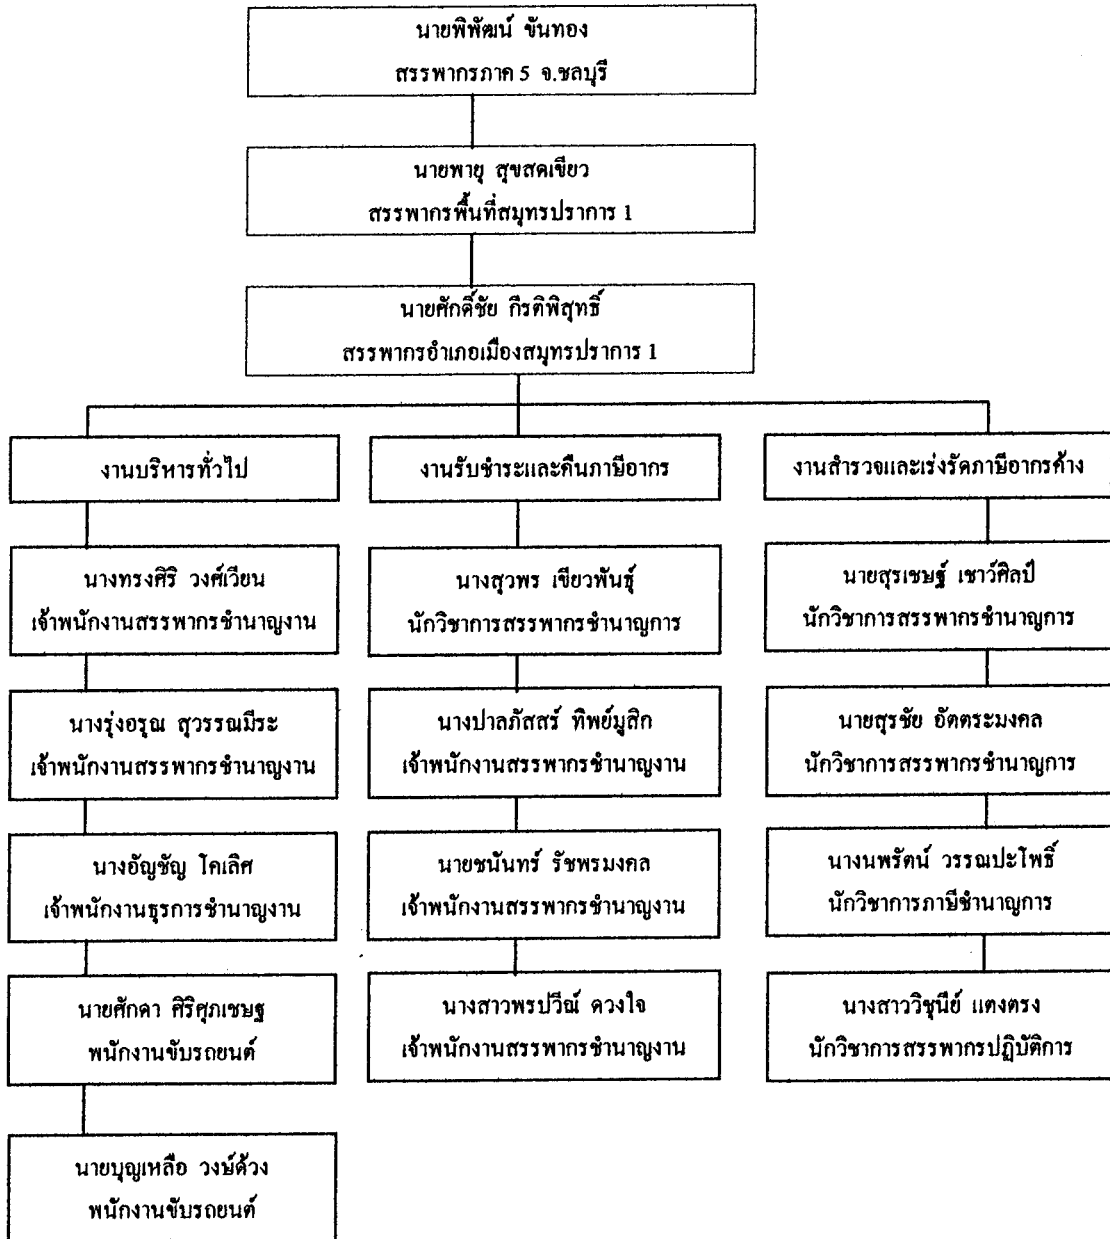 นายพิพัฒน์ ขันทอง
สรรพากรภาค 5 จ.ชลบุรี
นายพายุ สุขสดเขียว
สรรพากรพื้นที่สมุทรปราการ 1
นายศักดิ์ชัย กีรติพิสุทธิ์
สรรพากรอำเภอเมืองสมุทรปราการ 1
งานบริหารทั่วไป
นางทรงศิริ วงศ์เวียน
เจ้าพนักงานสรรพากรชำนาญงาน
นางรุ่งอรุณ สุวรรณมีระ
เจ้าพนักงานสรรพากรชำนาญงาน
นางอัญชัญ โคเลิศ
เจ้าพนักงานธุรการชำนาญงาน
นายศักดา ศิริศุภเชษฐ
พนักงานขับรถยนต์
นายบุญเหลือ วงษ์ด้วง
พนักงานขับรถยนต์
งานรับชำระและคืนภาษีอากร
นางสุวพร เขียวพันธุ์
นักวิชาการสรรพากรชำนาญการ
นางปาลภัสสร์ ทิพย์มูสิก
เจ้าพนักงานสรรพากรชำนาญงาน
นายชนันทร์ รัชพรมงคล
เจ้าพนักงานสรรพากรชำนาญงาน
นางสาวพรปวีณ์ ดวงใจ
เจ้าพนักงานสรรพากรชำนาญงาน
งานสำรวจและเร่งรัดภาษีอากรค้าง
นายสุรเชษฐ์ เชาว์ศิลป์
นักวิชาการสรรพากรชำนาญการ
นายสุรชัย อัตตระมงคล
นักวิชาการสรรพากรชำนาญการ
นางนพรัตน์ วรรณปะโพธิ์
นักวิชาการภาษีชำนาญการ
นางสาววิชุนีย์ แตงตรง
นักวิชาการสรรพากรปฏิบัติการ